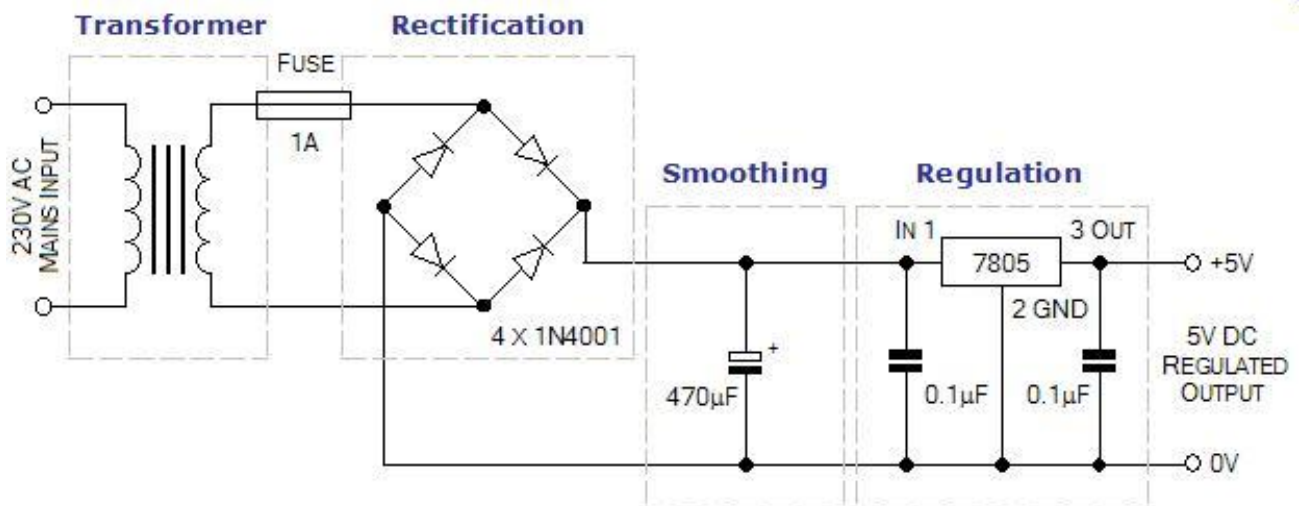 Transformer
Rectification
FUSE
1A
230V AC
MAINS INPUT
4 X 1N4001
Smoothing
Regulation
IN 1
3 OUT
7805
2 GND
+5V
+
470µF
0.1µF
0.1µF
5V DC
REGULATED
OUTPUT
0V